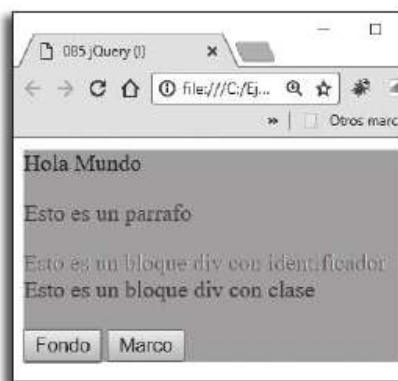 085 jQuery (I)
file:///C:/Ej...
» Otros marc
Hola Mundo
Esto es un parrafo
Esto es un bloque div con identificador
Esto es un bloque div con clase
Fondo Marco